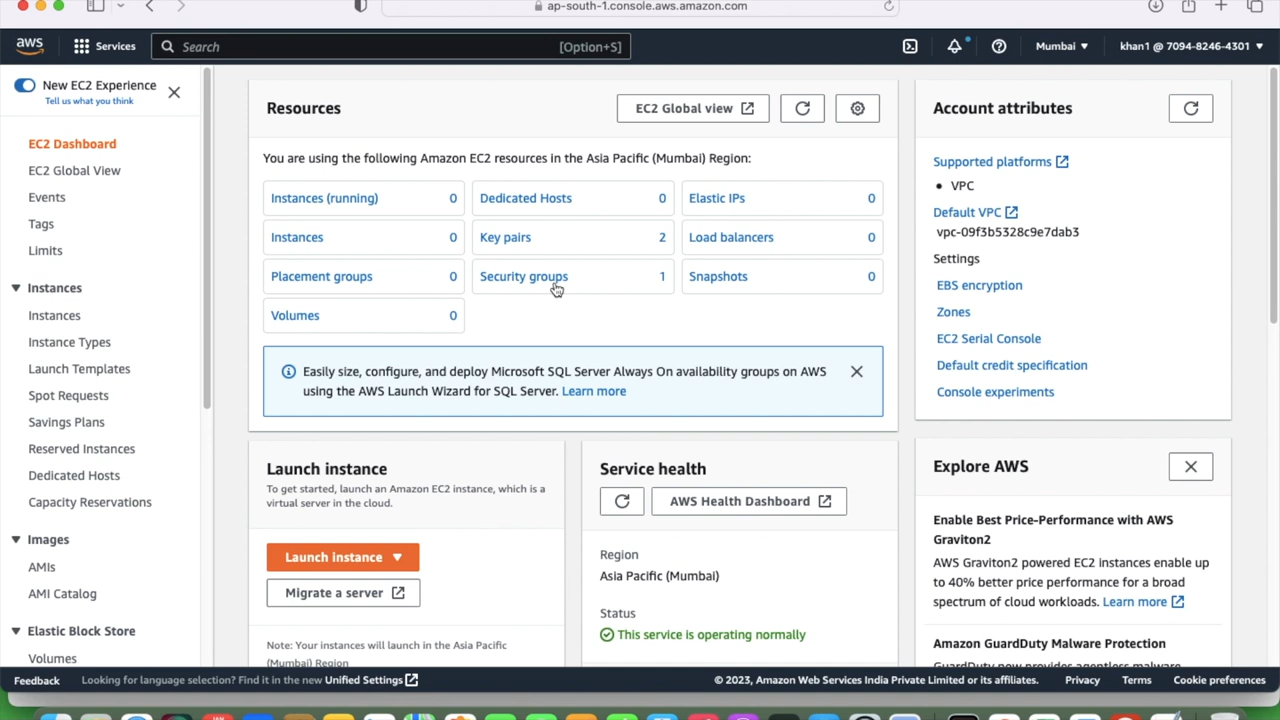 ap-south-1.console.aws.amazon.com
aws
Services
Search
[Option+S]
Mumbai ▼
khan1 @ 7094-8246-4301 ▼
New EC2 Experience
Tell us what you think
EC2 Dashboard
EC2 Global View
Events
Tags
Limits
Instances
Instances
Instance Types
Launch Templates
Spot Requests
Savings Plans
Reserved Instances
Dedicated Hosts
Capacity Reservations
Images
AMIs
AMI Catalog
Elastic Block Store
Volumes
Resources
EC2 Global view
You are using the following Amazon EC2 resources in the Asia Pacific (Mumbai) Region:
Instances (running) 0
Dedicated Hosts 0
Elastic IPs 0
Instances 0
Key pairs 2
Load balancers 0
Placement groups 0
Security groups 1
Snapshots 0
Volumes 0
Easily size, configure, and deploy Microsoft SQL Server Always On availability groups on AWS
using the AWS Launch Wizard for SQL Server. Learn more
Launch instance
To get started, launch an Amazon EC2 instance, which is a
virtual server in the cloud.
Launch instance ▼
Migrate a server
Note: Your instances will launch in the Asia Pacific
(Mumbai) Region
Service health
AWS Health Dashboard
Region
Asia Pacific (Mumbai)
Status
This service is operating normally
Account attributes
Supported platforms
• VPC
Default VPC
vpc-09f3b5328c9e7dab3
Settings
EBS encryption
Zones
EC2 Serial Console
Default credit specification
Console experiments
Explore AWS
Enable Best Price-Performance with AWS
Graviton2
AWS Graviton2 powered EC2 instances enable up
to 40% better price performance for a broad
spectrum of cloud workloads. Learn more
Amazon GuardDuty Malware Protection
GuardDuty now provides agentless malware
Feedback
Looking for language selection? Find it in the new Unified Settings
© 2023, Amazon Web Services India Private Limited or its affiliates.
Privacy
Terms
Cookie preferences